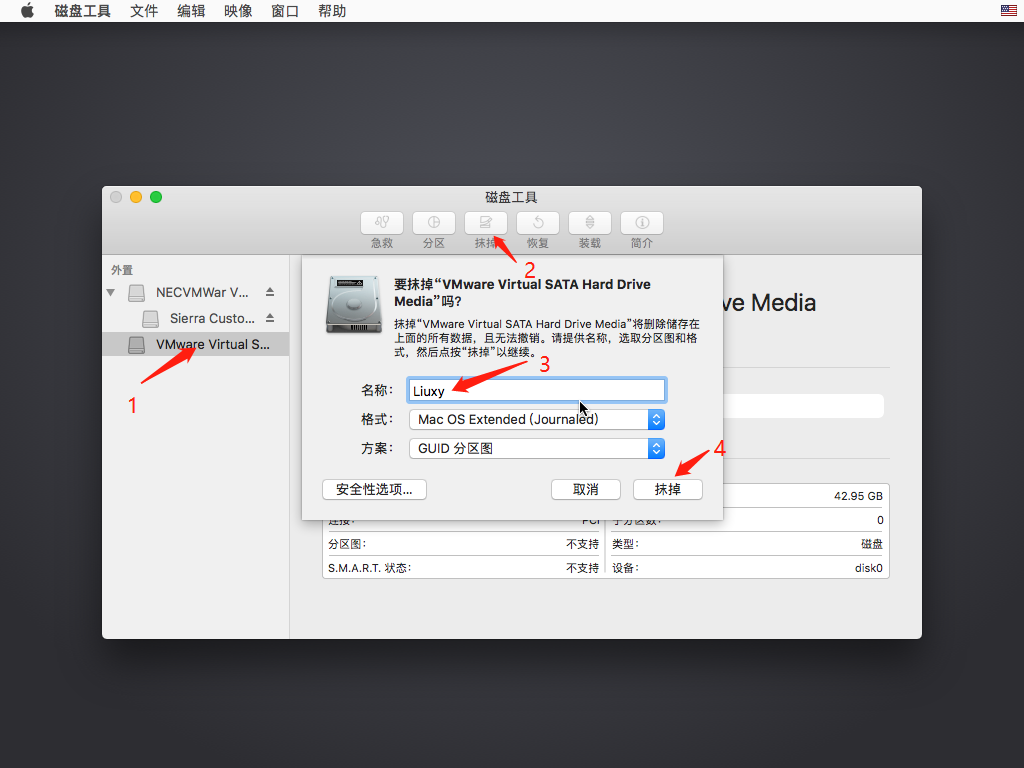 磁盘工具 文件 编辑 映像 窗口 帮助
磁盘工具
急救 分区 抹掉 恢复 装载 简介
2
外置
NECVMWar V...
Sierra Custo...
VMware Virtual S...
1
要抹掉“VMware Virtual SATA Hard Drive
Media”吗?
抹掉“VMware Virtual SATA Hard Drive Media”将删除储存在
上面的所有数据，且无法撤销。请提供名称，选取分区图和格
式，然后点按“抹掉”以继续。
3
名称: Liuxy
格式: Mac OS Extended (Journaled)
方案: GUID 分区图
4
安全性选项... 取消 抹掉
Media
42.95 GB
连接: PCI 子分区数: 0
分区图: 不支持 类型: 磁盘
S.M.A.R.T. 状态: 不支持 设备: disk0